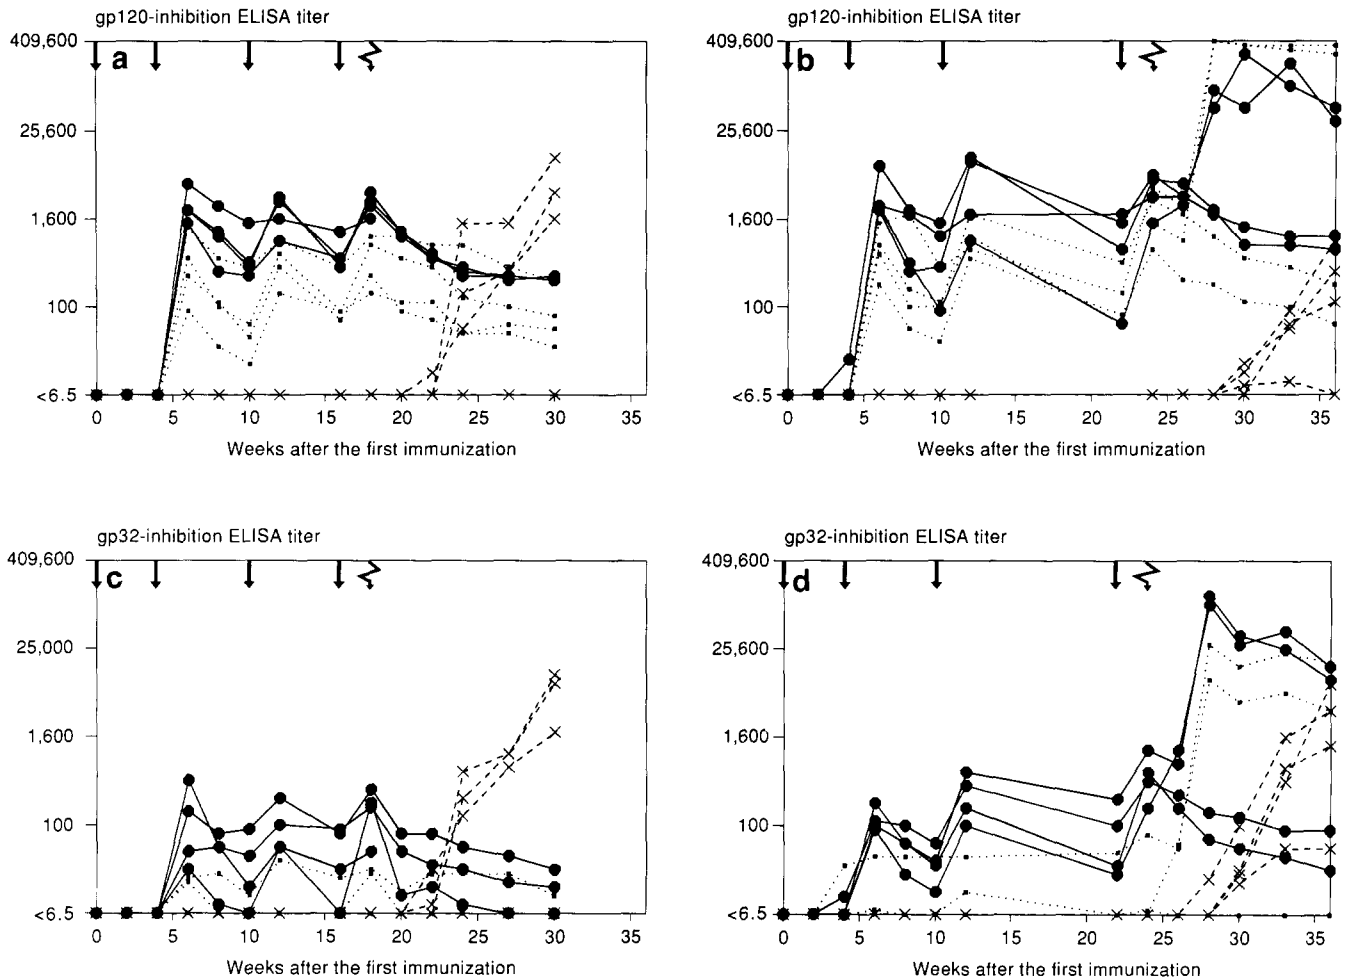 gp120-inhibition ELISA titer
409,600
a
25,600
1,600
100
<6.5
0 5 10 15 20 25 30 35
Weeks after the first immunization
gp120-inhibition ELISA titer
409,600
b
25,600
1,600
100
<6.5
0 5 10 15 20 25 30 35
Weeks after the first immunization
gp32-inhibition ELISA titer
409,600
c
25,000
1,600
100
<6.5
0 5 10 15 20 25 30 35
Weeks after the first immunization
gp32-inhibition ELISA titer
409,600
d
25,600
1,600
100
<6.5
0 5 10 15 20 25 30 35
Weeks after the first immunization